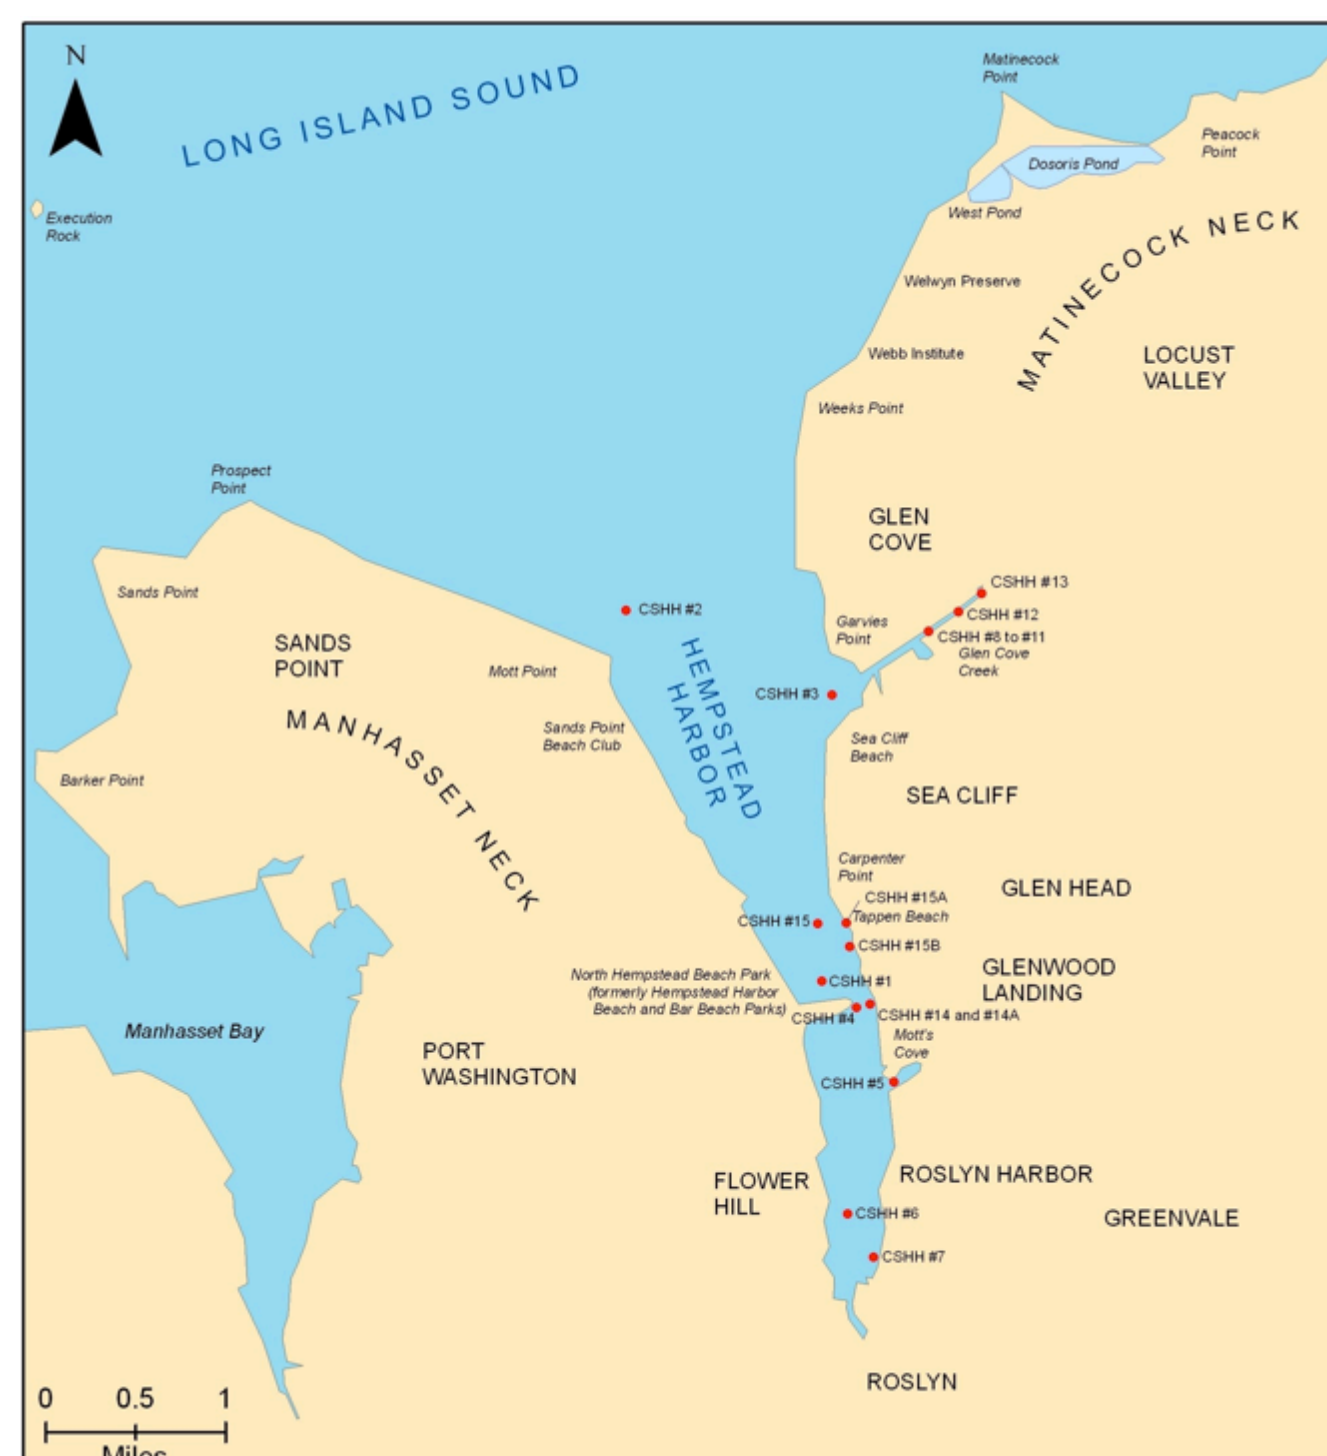 N
LONG ISLAND SOUND
Matinecock
Point
Peacock
Point
Dosoris Pond
Execution
Rock
West Pond
MATINECOCK NECK
Welwyn Preserve
Webb Institute
LOCUST
VALLEY
Weeks Point
Prospect
Point
GLEN
COVE
Sands Point
CSHH #13
CSHH #2
CSHH #12
Garvies
Point
CSHH #8 to #11
Glen Cove
Creek
SANDS
POINT
HEMPSTEAD
HARBOR
Mott Point
CSHH #3
MANHASSET NECK
Sands Point
Beach Club
Sea Cliff
Beach
Barker Point
SEA CLIFF
Carpenter
Point
GLEN HEAD
CSHH #15A
CSHH #15
Tappen Beach
CSHH #15B
GLENWOOD
LANDING
North Hempstead Beach Park
(formerly Hempstead Harbor
Beach and Bar Beach Parks)
CSHH #1
CSHH #4
CSHH #14 and #14A
Manhasset Bay
Mott's
Cove
PORT
WASHINGTON
CSHH #5
FLOWER
HILL
ROSLYN HARBOR
CSHH #6
GREENVALE
CSHH #7
ROSLYN
0 0.5 1
Miles